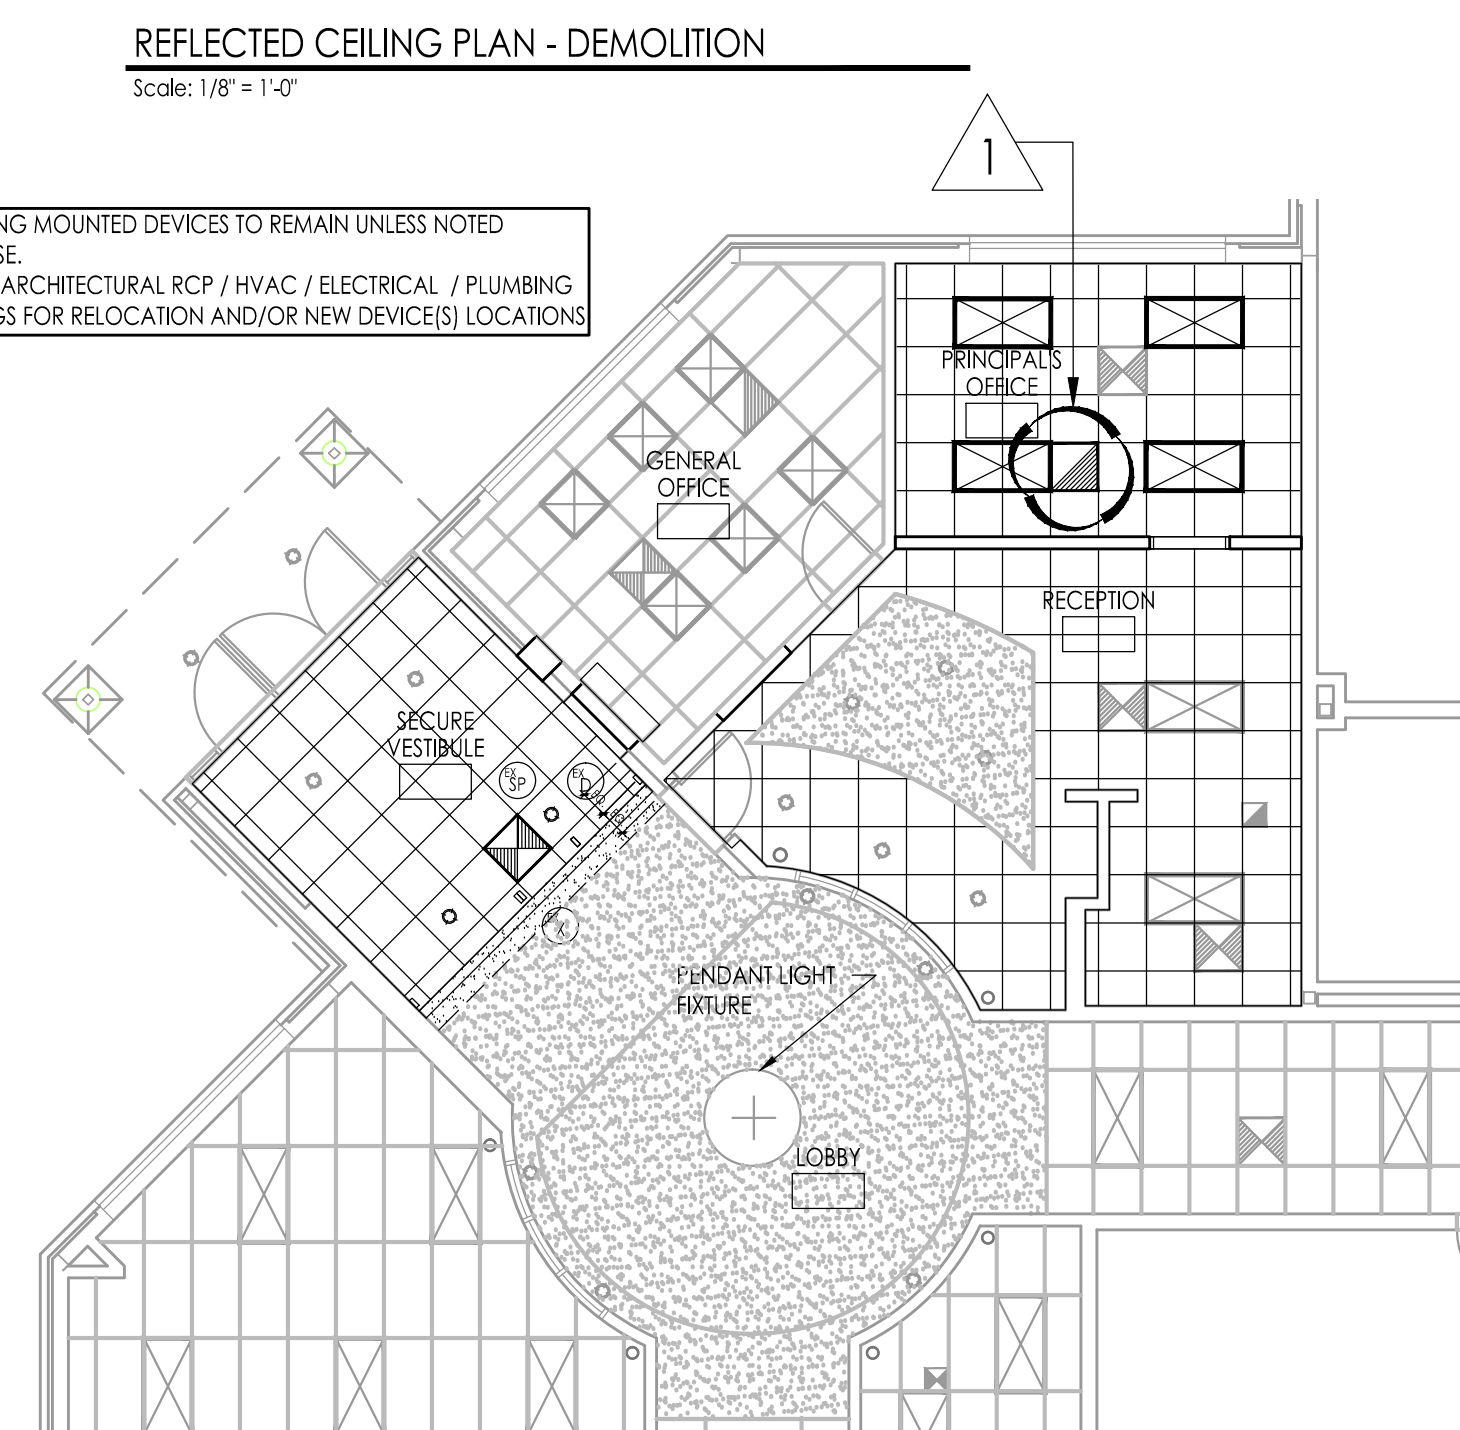 REFLECTED CEILING PLAN - DEMOLITION
Scale: 1/8" = 1'-0"
1
NG MOUNTED DEVICES TO REMAIN UNLESS NOTED
SE.
ARCHITECTURAL RCP / HVAC / ELECTRICAL / PLUMBING
GS FOR RELOCATION AND/OR NEW DEVICE(S) LOCATIONS
PRINCIPAL'S
OFFICE
GENERAL
OFFICE
RECEPTION
SECURE
VESTIBULE
EX
SP
EX
D
EX
X
PENDANT LIGHT
FIXTURE
LOBBY